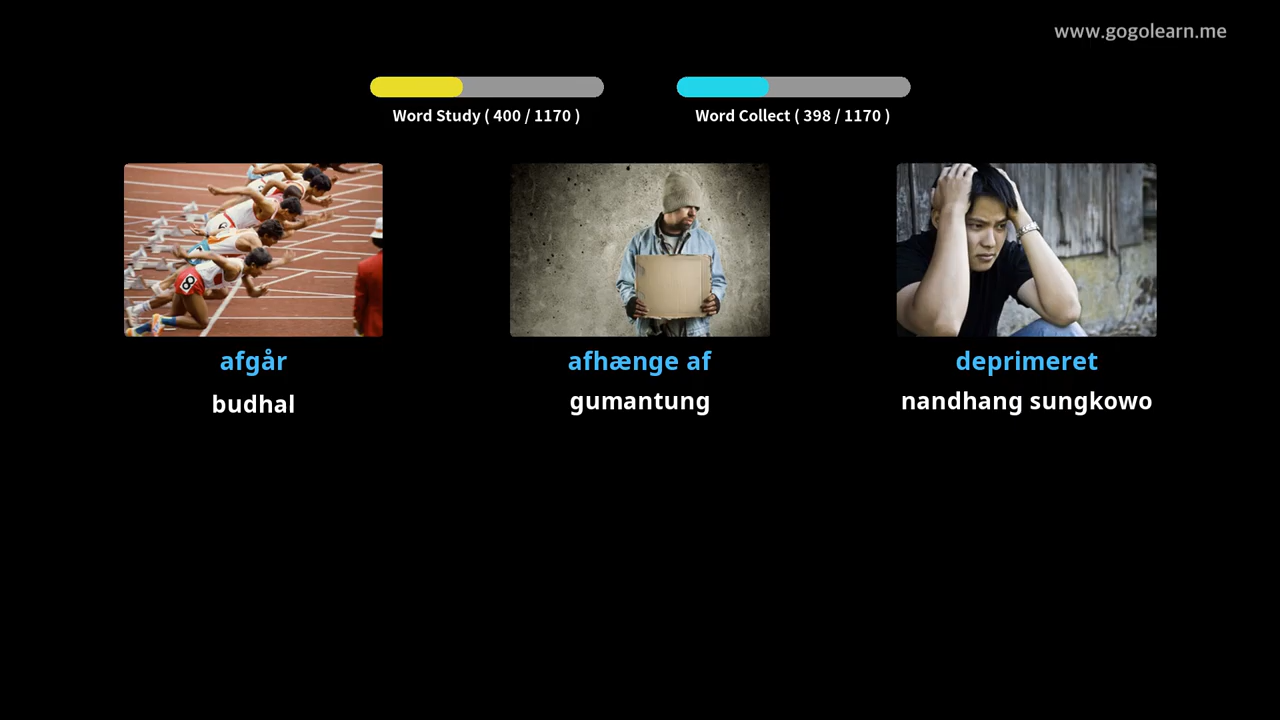 www.gogolearn.me
Word Study ( 400 / 1170 )
Word Collect ( 398 / 1170 )
8
afgår
afhænge af
deprimeret
budhal
gumantung
nandhang sungkowo